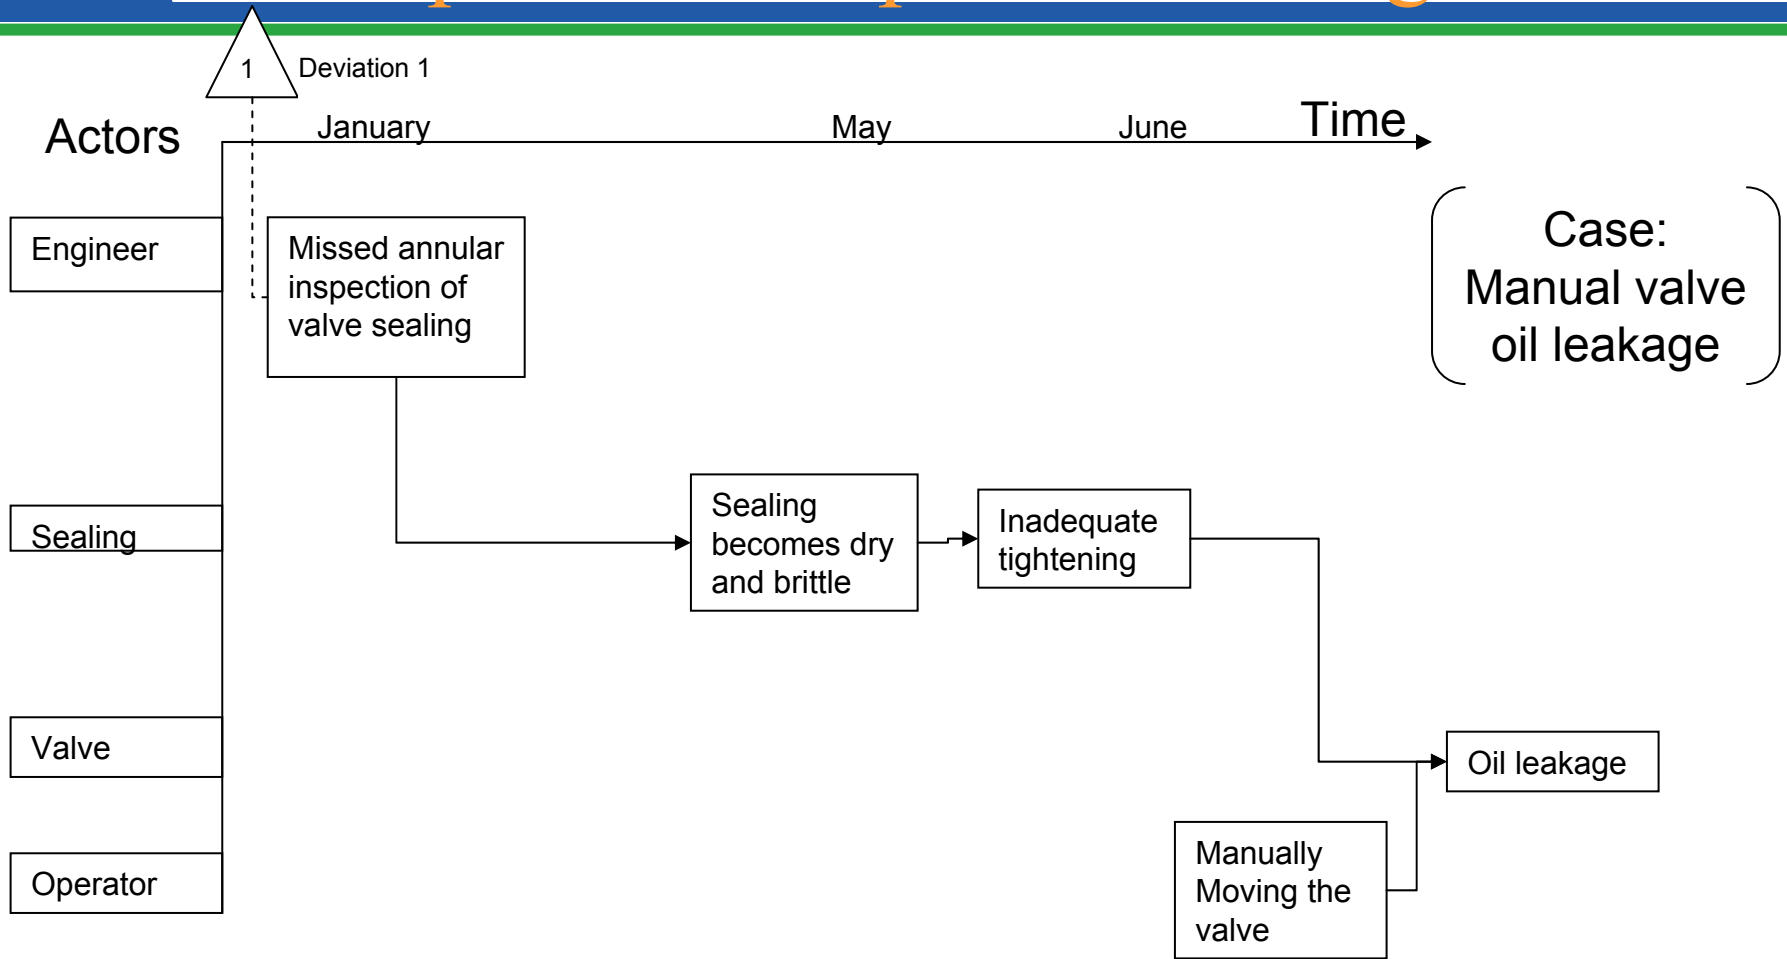 1
Deviation 1
Actors
January
May
June
Time
Engineer
Missed annular
inspection of
valve sealing
Case:
Manual valve
oil leakage
Sealing
Sealing
becomes dry
and brittle
Inadequate
tightening
Valve
Oil leakage
Operator
Manually
Moving the
valve